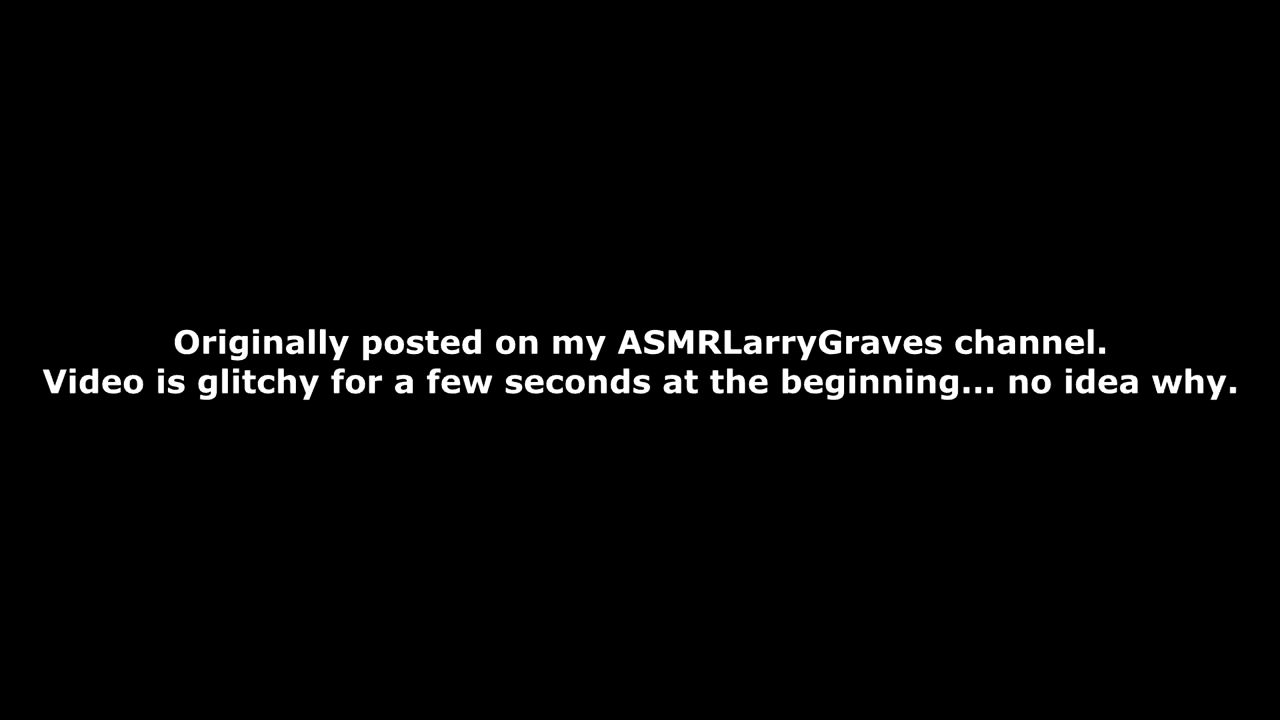 Originally posted on my ASMRLarryGraves channel.
Video is glitchy for a few seconds at the beginning... no idea why.